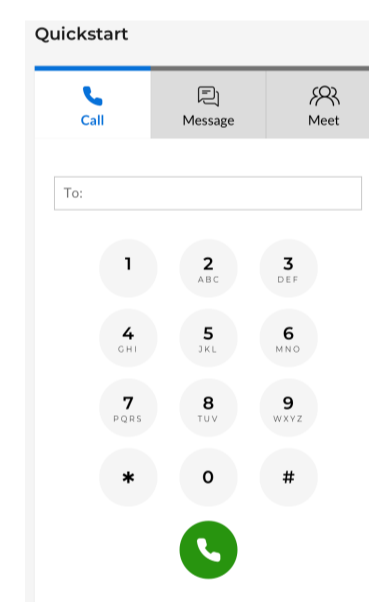 Quickstart
Call Message Meet
To:
1 2 3
ABC DEF
4 5 6
GHI JKL MNO
7 8 9
PQRS TUV WXYZ
* 0 #